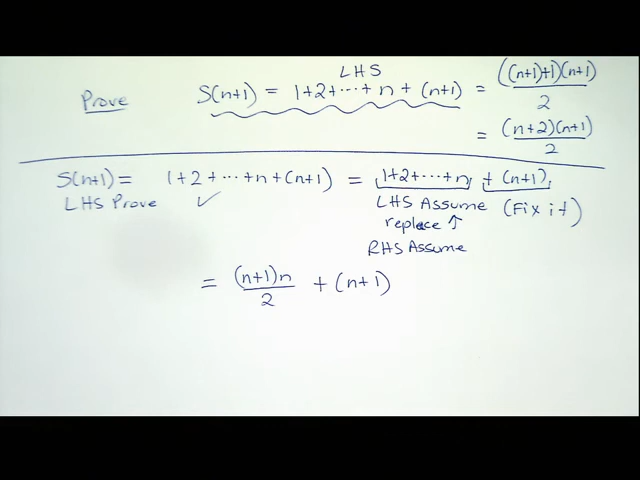 LHS
Prove S(n+1) = 1+2+⋯+n+(n+1) = ((n+1)+1)(n+1)/2
= (n+2)(n+1)/2
S(n+1) = 1+2+⋯+n+(n+1) = 1+2+⋯+n + (n+1)
LHS Prove ✓ LHS Assume (Fix it)
replace ↑
RHS Assume
= (n+1)n/2 + (n+1)